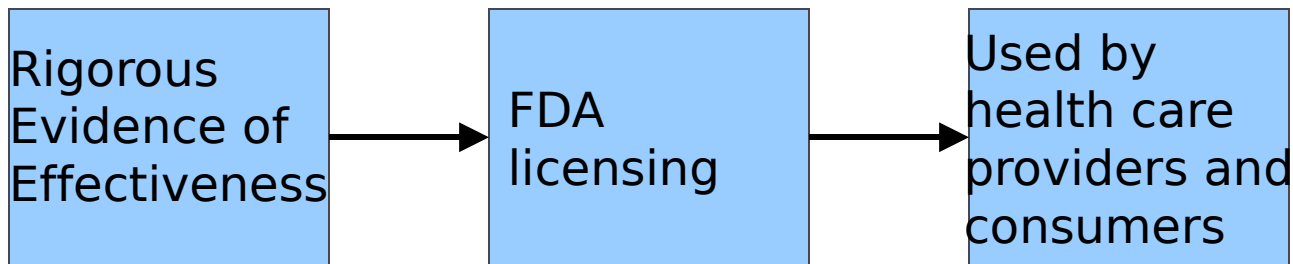 Rigorous
Evidence of
Effectiveness
FDA
licensing
Used by
health care
providers and
consumers